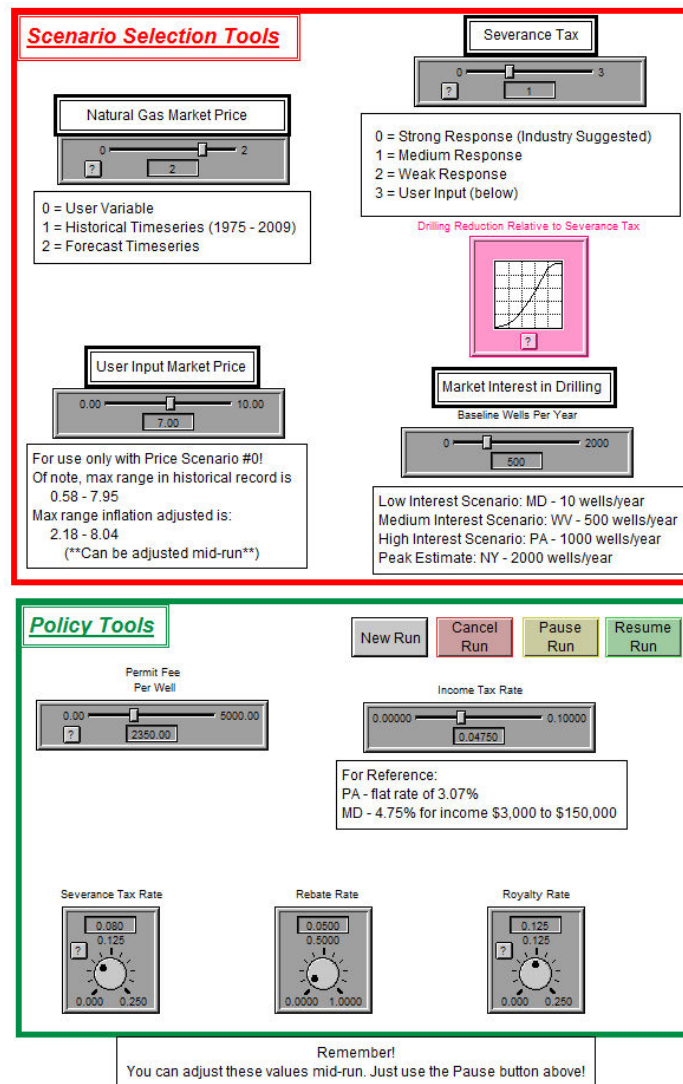 Scenario Selection Tools
Severance Tax
0 3
? 1
Natural Gas Market Price
0 2
? 2
0 = Strong Response (Industry Suggested)
1 = Medium Response
2 = Weak Response
3 = User Input (below)
0 = User Variable
1 = Historical Timeseries (1975 - 2009)
2 = Forecast Timeseries
Drilling Reduction Relative to Severance Tax
?
User Input Market Price
0.00 10.00
7.00
Market Interest in Drilling
Baseline Wells Per Year
0 2000
500
For use only with Price Scenario #0!
Of note, max range in historical record is
0.58 - 7.95
Max range inflation adjusted is:
2.18 - 8.04
(**Can be adjusted mid-run**)
Low Interest Scenario: MD - 10 wells/year
Medium Interest Scenario: WV - 500 wells/year
High Interest Scenario: PA - 1000 wells/year
Peak Estimate: NY - 2000 wells/year
Policy Tools
New Run
Cancel
Run
Pause
Run
Resume
Run
Permit Fee
Per Well
0.00 5000.00
? 2350.00
Income Tax Rate
0.00000 0.10000
0.04750
For Reference:
PA - flat rate of 3.07%
MD - 4.75% for income $3,000 to $150,000
Severance Tax Rate
0.080
0.125
?
0.000 0.250
Rebate Rate
0.0500
0.5000
0.0000 1.0000
Royalty Rate
0.125
0.125
?
0.000 0.250
Remember!
You can adjust these values mid-run. Just use the Pause button above!